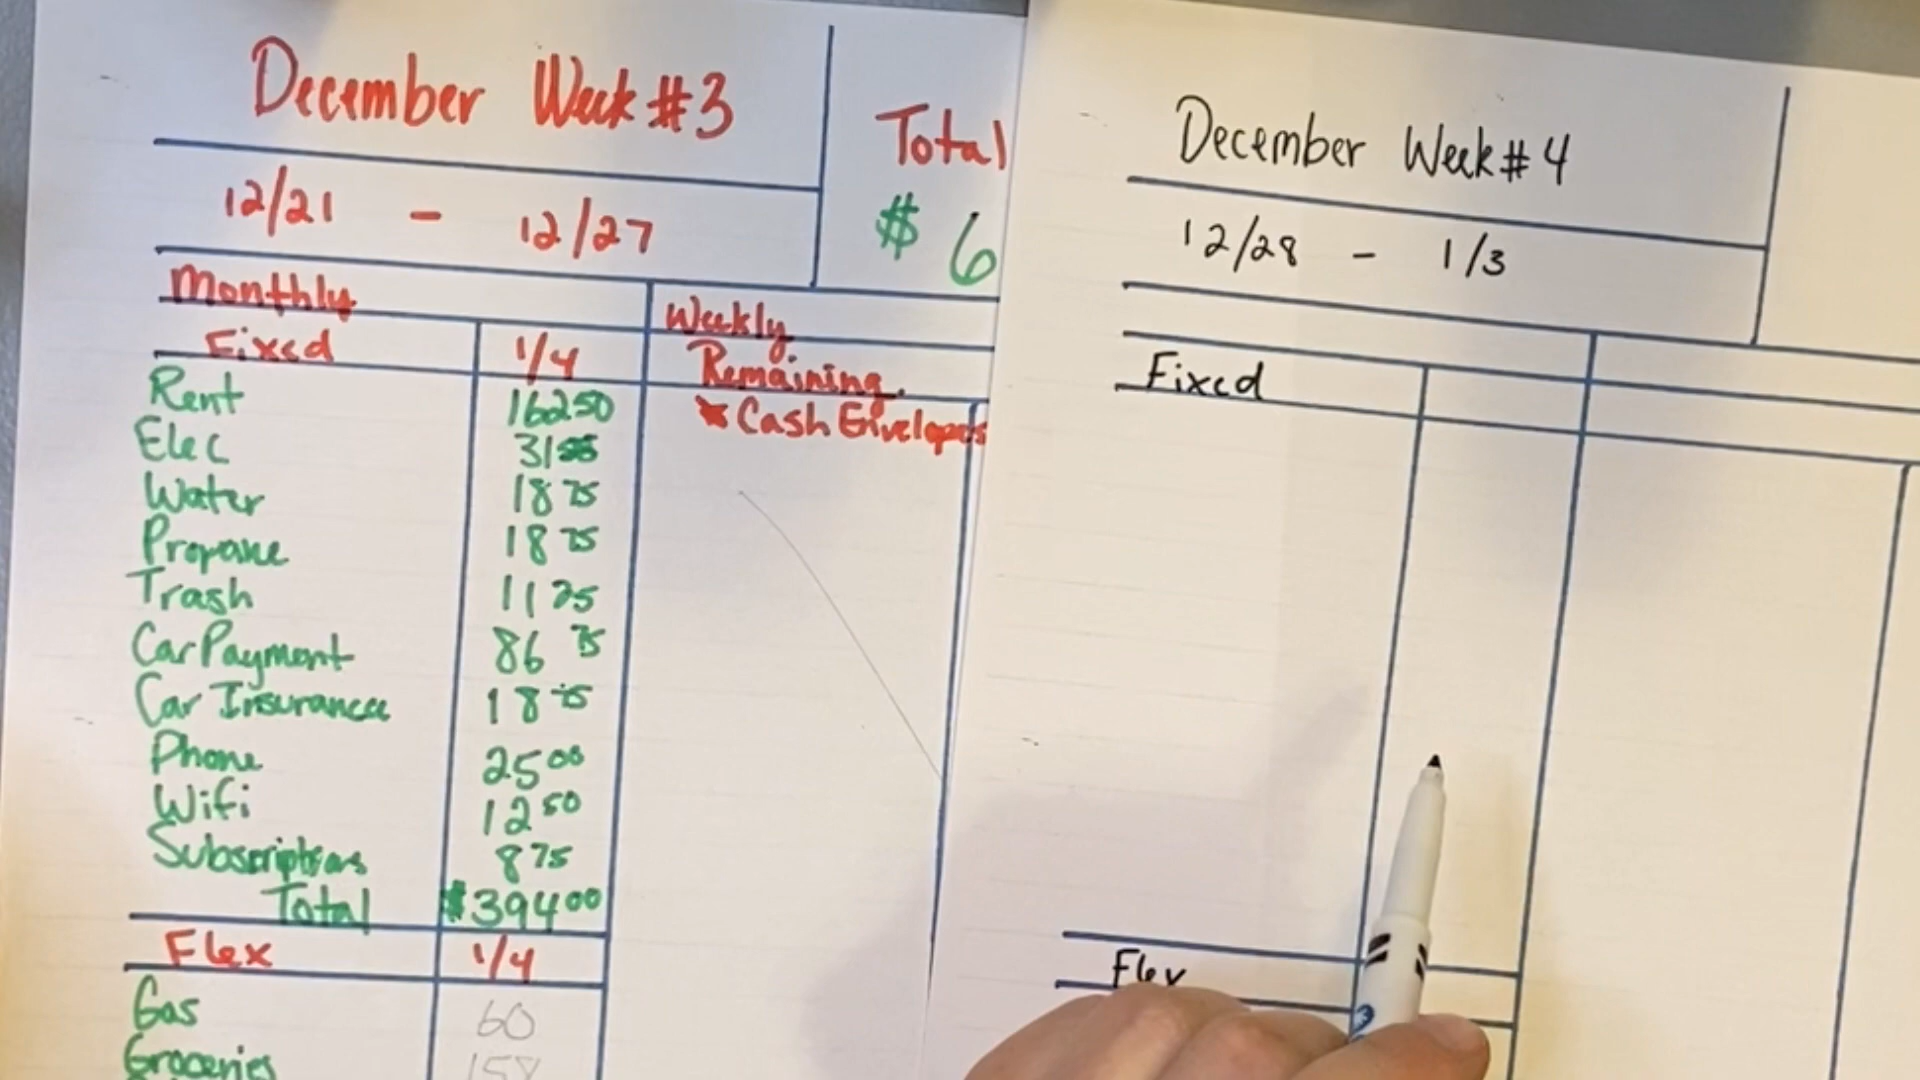 December Week #3
12/21 - 12/27
Total
$ 6
Monthly
Weekly
Fixed 1/4
Remaining
* Cash Envelopes
Rent 162 50
Elec
Water 18 75
Propane 18 75
Trash 11 25
Car Payment 86 75
Car Insurance 18 75
Phone 25 00
Wifi 12 50
Subscriptions 8 75
Total $394 00
Flex 1/4
Gas 60
Groceries 158
December Week #4
12/28 - 1/3
Fixed
Flex